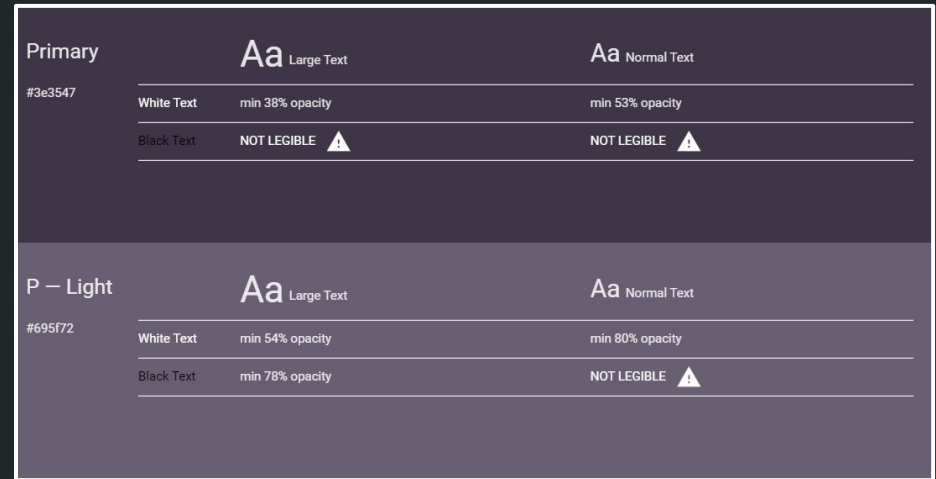 Primary Aa Large Text Aa Normal Text
#3e3547
White Text min 38% opacity min 53% opacity
Black Text NOT LEGIBLE NOT LEGIBLE
P — Light Aa Large Text Aa Normal Text
#695f72
White Text min 54% opacity min 80% opacity
Black Text min 78% opacity NOT LEGIBLE